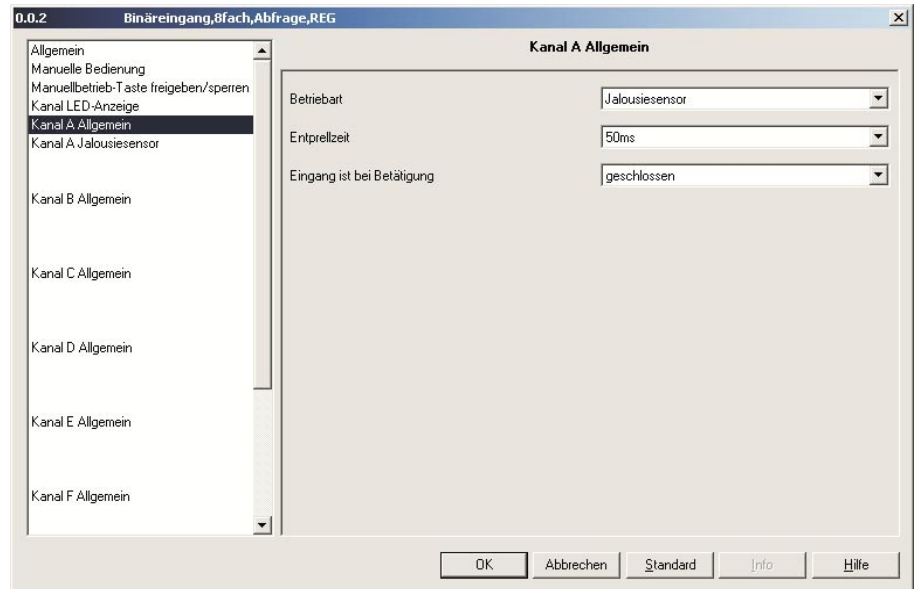 0.0.2 Binäreingang,8fach,Abfrage,REG
Allgemein
Manuelle Bedienung
Manuellbetrieb-Taste freigeben/sperren
Kanal LED-Anzeige
Kanal A Allgemein
Kanal A Jalousiesensor
Kanal B Allgemein
Kanal C Allgemein
Kanal D Allgemein
Kanal E Allgemein
Kanal F Allgemein
Kanal A Allgemein
Betriebart Jalousiesensor
Entprellzeit 50ms
Eingang ist bei Betätigung geschlossen
OK Abbrechen Standard Info Hilfe